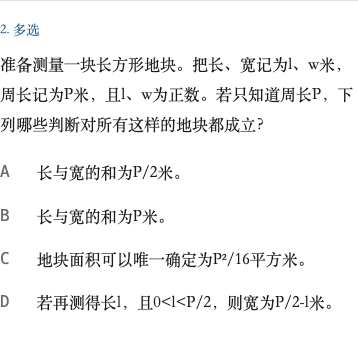 2. 多选
准备测量一块长方形地块。把长、宽记为l、w米，
周长记为P米，且l、w为正数。若只知道周长P，下
列哪些判断对所有这样的地块都成立？
A 长与宽的和为P/2米。
B 长与宽的和为P米。
C 地块面积可以唯一确定为P²/16平方米。
D 若再测得长l，且0<l<P/2，则宽为P/2-l米。